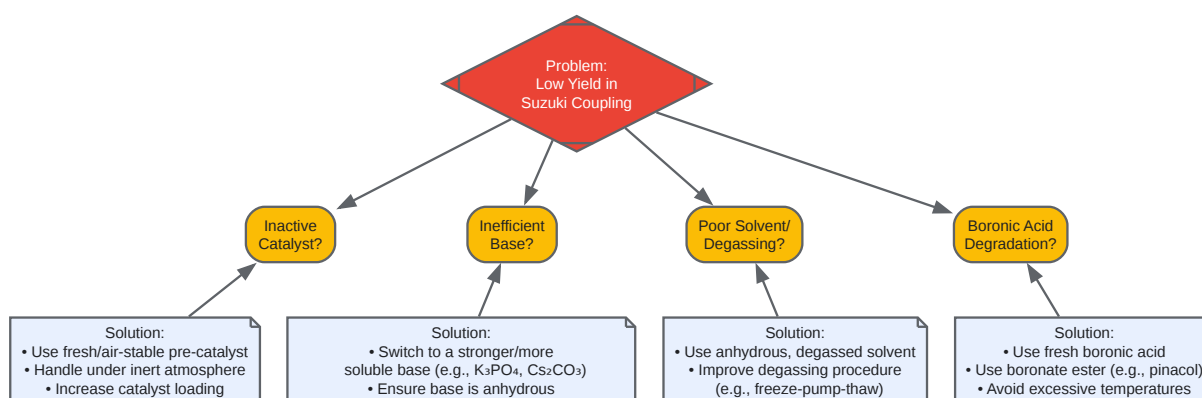 Problem:
Low Yield in
Suzuki Coupling
Inactive
Catalyst?
Inefficient
Base?
Poor Solvent/
Degassing?
Boronic Acid
Degradation?
Solution:
• Use fresh/air-stable pre-catalyst
• Handle under inert atmosphere
• Increase catalyst loading
Solution:
• Switch to a stronger/more
soluble base (e.g., K₃PO₄, Cs₂CO₃)
• Ensure base is anhydrous
Solution:
• Use anhydrous, degassed solvent
• Improve degassing procedure
(e.g., freeze-pump-thaw)
Solution:
• Use fresh boronic acid
• Use boronate ester (e.g., pinacol)
• Avoid excessive temperatures